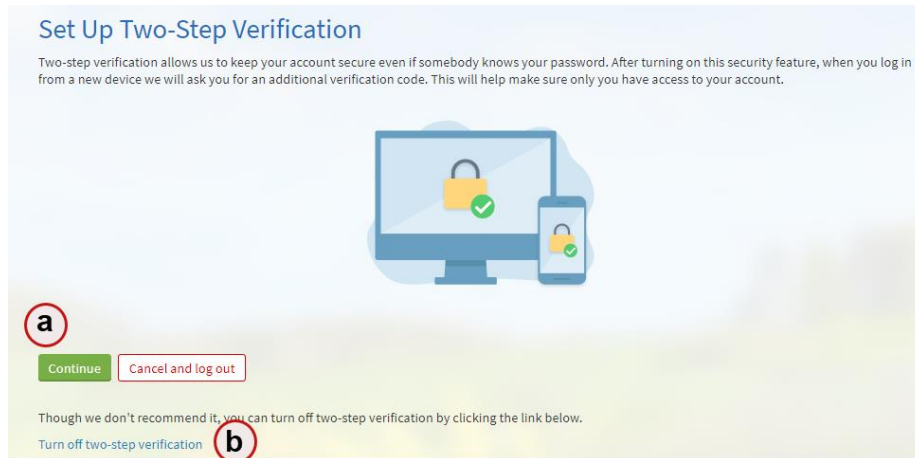 Set Up Two-Step Verification
Two-step verification allows us to keep your account secure even if somebody knows your password. After turning on this security feature, when you log in
from a new device we will ask you for an additional verification code. This will help make sure only you have access to your account.
a
Continue Cancel and log out
Though we don't recommend it, you can turn off two-step verification by clicking the link below.
Turn off two-step verification b